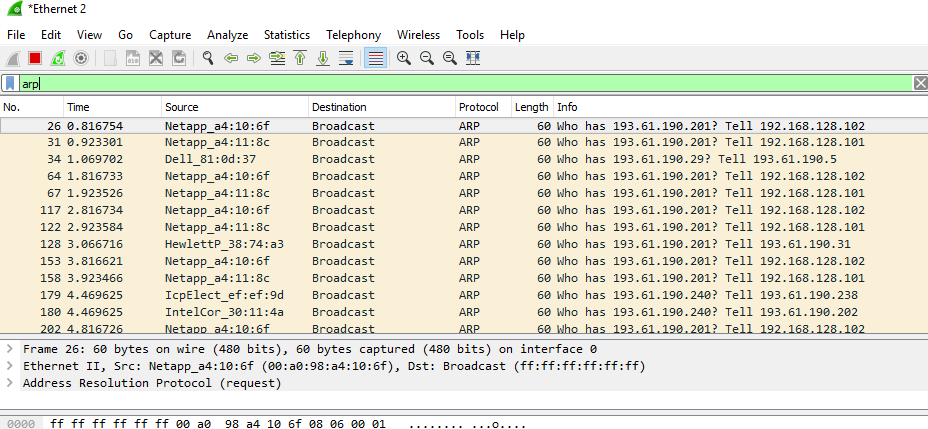 *Ethernet 2
File Edit View Go Capture Analyze Statistics Telephony Wireless Tools Help
arp
No. Time Source Destination Protocol Length Info
26 0.816754 Netapp_a4:10:6f Broadcast ARP 60 Who has 193.61.190.201? Tell 192.168.128.102
31 0.923301 Netapp_a4:11:8c Broadcast ARP 60 Who has 193.61.190.201? Tell 192.168.128.101
34 1.069702 Dell_81:0d:37 Broadcast ARP 60 Who has 193.61.190.29? Tell 193.61.190.5
64 1.816733 Netapp_a4:10:6f Broadcast ARP 60 Who has 193.61.190.201? Tell 192.168.128.102
67 1.923526 Netapp_a4:11:8c Broadcast ARP 60 Who has 193.61.190.201? Tell 192.168.128.101
117 2.816734 Netapp_a4:10:6f Broadcast ARP 60 Who has 193.61.190.201? Tell 192.168.128.102
122 2.923584 Netapp_a4:11:8c Broadcast ARP 60 Who has 193.61.190.201? Tell 192.168.128.101
128 3.066716 HewlettP_38:74:a3 Broadcast ARP 60 Who has 193.61.190.201? Tell 193.61.190.31
153 3.816621 Netapp_a4:10:6f Broadcast ARP 60 Who has 193.61.190.201? Tell 192.168.128.102
158 3.923466 Netapp_a4:11:8c Broadcast ARP 60 Who has 193.61.190.201? Tell 192.168.128.101
179 4.469625 IcpElect_ef:ef:9d Broadcast ARP 60 Who has 193.61.190.240? Tell 193.61.190.238
180 4.469625 IntelCor_30:11:4a Broadcast ARP 60 Who has 193.61.190.240? Tell 193.61.190.202
202 4.816726 Netapp_a4:10:6f Broadcast ARP 60 Who has 193.61.190.201? Tell 192.168.128.102
Frame 26: 60 bytes on wire (480 bits), 60 bytes captured (480 bits) on interface 0
Ethernet II, Src: Netapp_a4:10:6f (00:a0:98:a4:10:6f), Dst: Broadcast (ff:ff:ff:ff:ff:ff)
Address Resolution Protocol (request)
0000 ff ff ff ff ff ff 00 a0 98 a4 10 6f 08 06 00 01 ........ ...o....